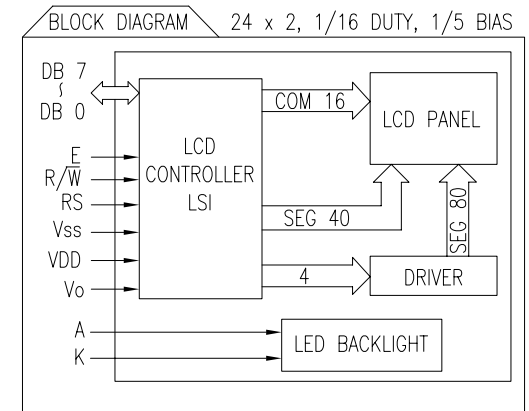 BLOCK DIAGRAM 24 x 2, 1/16 DUTY, 1/5 BIAS
DB 7
~
DB 0
E
R/W̅
RS
Vss
VDD
Vo
A
K
LCD
CONTROLLER
LSI
COM 16
SEG 40
4
LCD PANEL
SEG 80
DRIVER
LED BACKLIGHT